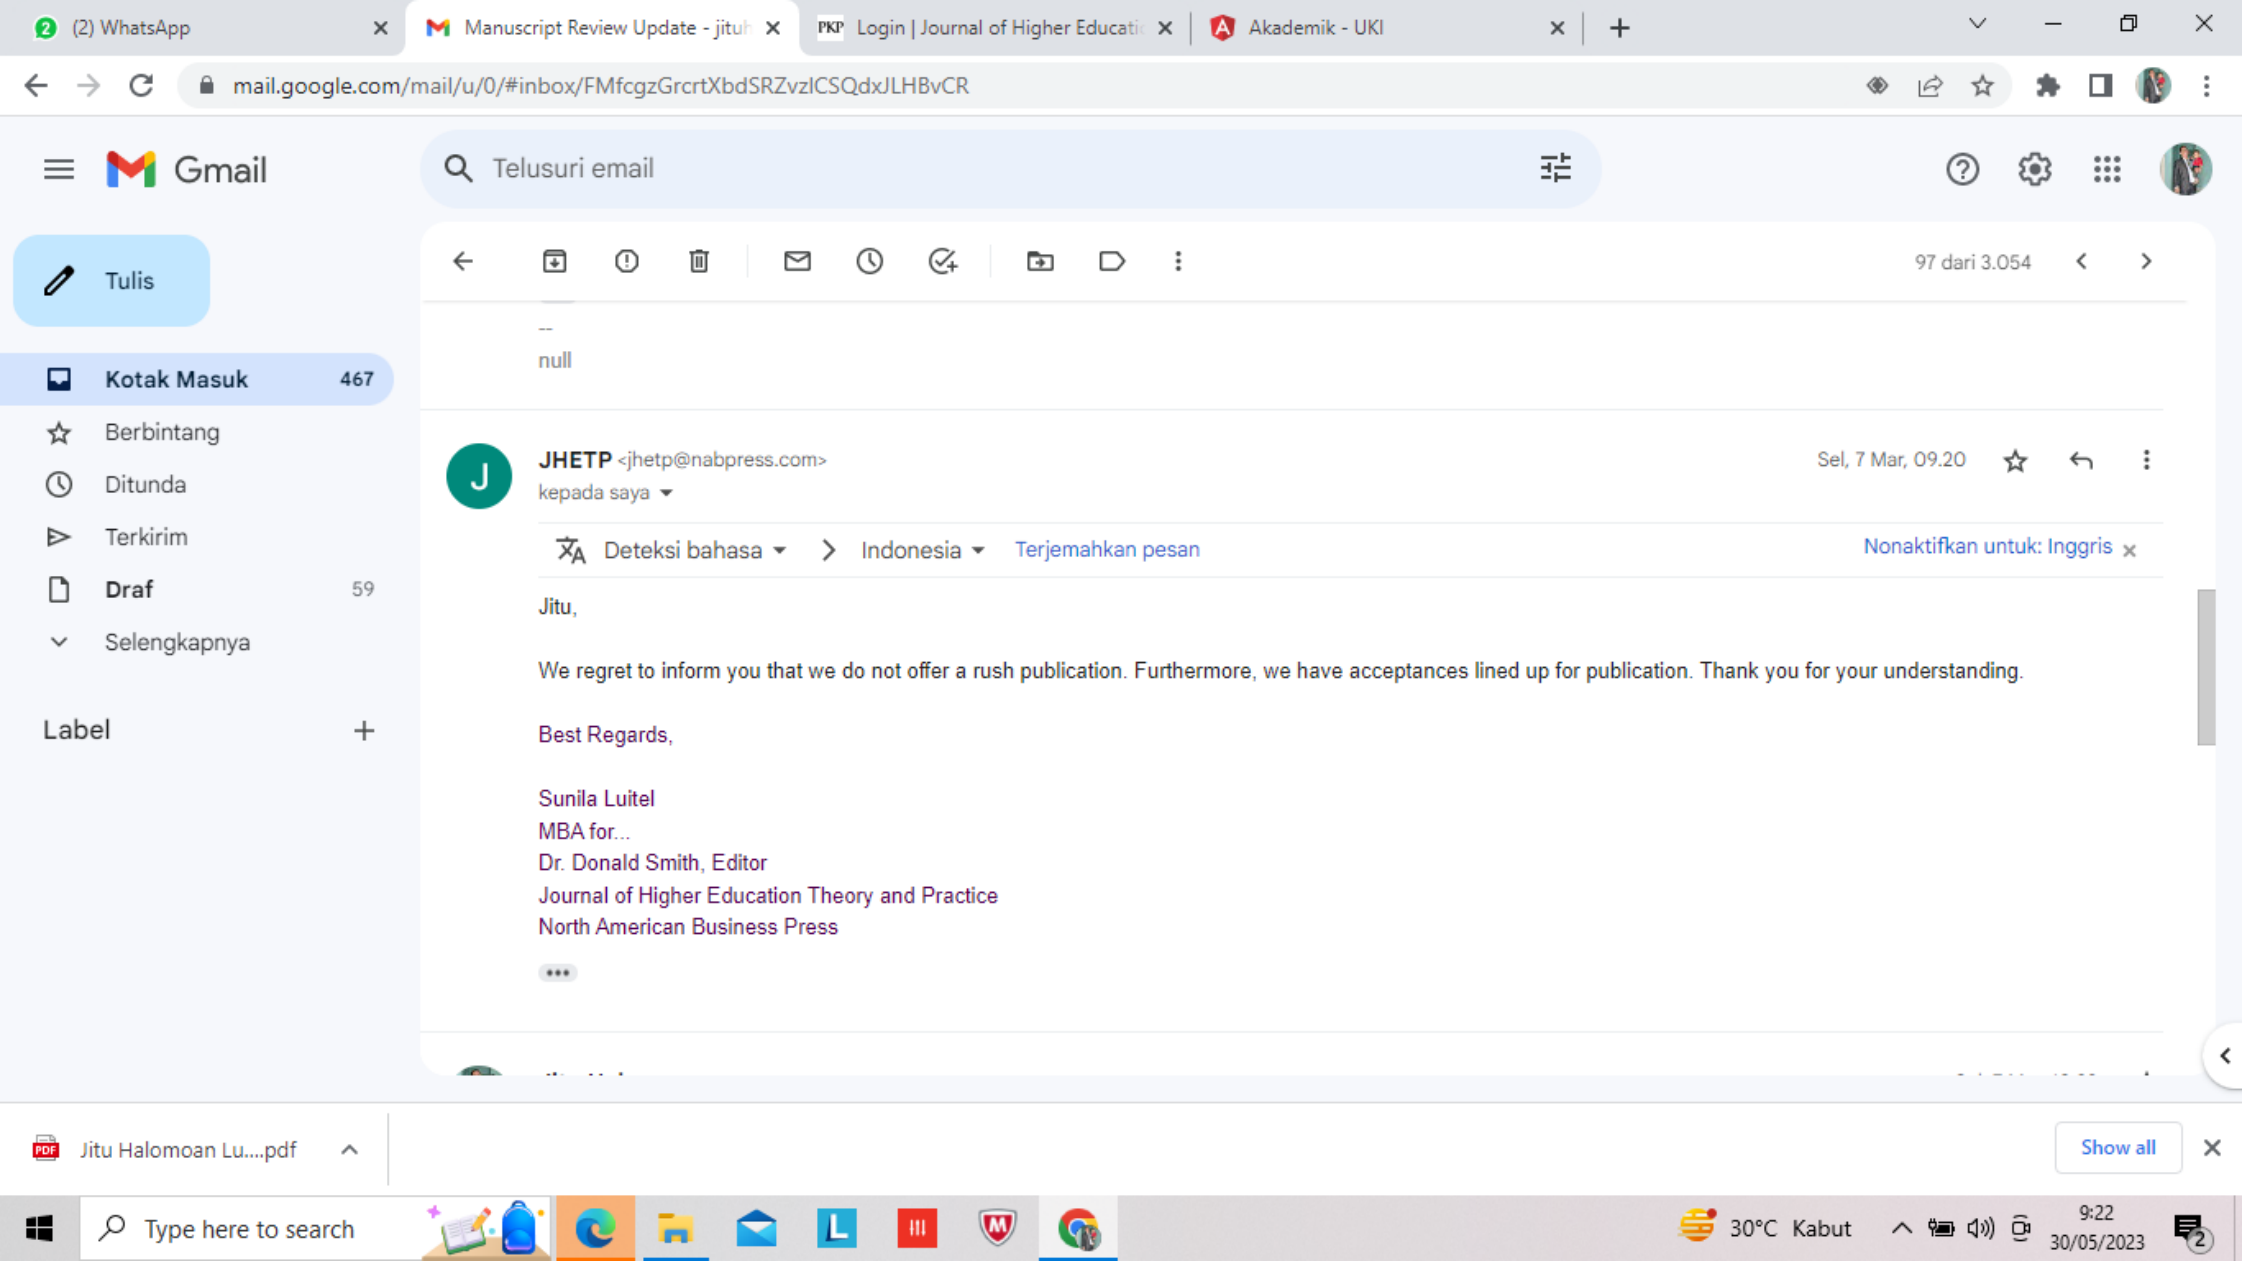 (2) WhatsApp
Manuscript Review Update - jituh
PKP Login | Journal of Higher Educatio
Akademik - UKI
mail.google.com/mail/u/0/#inbox/FMfcgzGrcrtXbdSRZvzlCSQdxJLHBvCR
Gmail
Telusuri email
Tulis
97 dari 3.054
Kotak Masuk 467
Berbintang
Ditunda
Terkirim
Draf 59
Selengkapnya
Label
--
null
J
JHETP <jhetp@nabpress.com>
Sel, 7 Mar, 09.20
kepada saya
Deteksi bahasa
Indonesia
Terjemahkan pesan
Nonaktifkan untuk: Inggris
Jitu,
We regret to inform you that we do not offer a rush publication. Furthermore, we have acceptances lined up for publication. Thank you for your understanding.
Best Regards,
Sunila Luitel
MBA for...
Dr. Donald Smith, Editor
Journal of Higher Education Theory and Practice
North American Business Press
PDF Jitu Halomoan Lu....pdf
Show all
Type here to search
L
30°C Kabut
9:22
30/05/2023
2